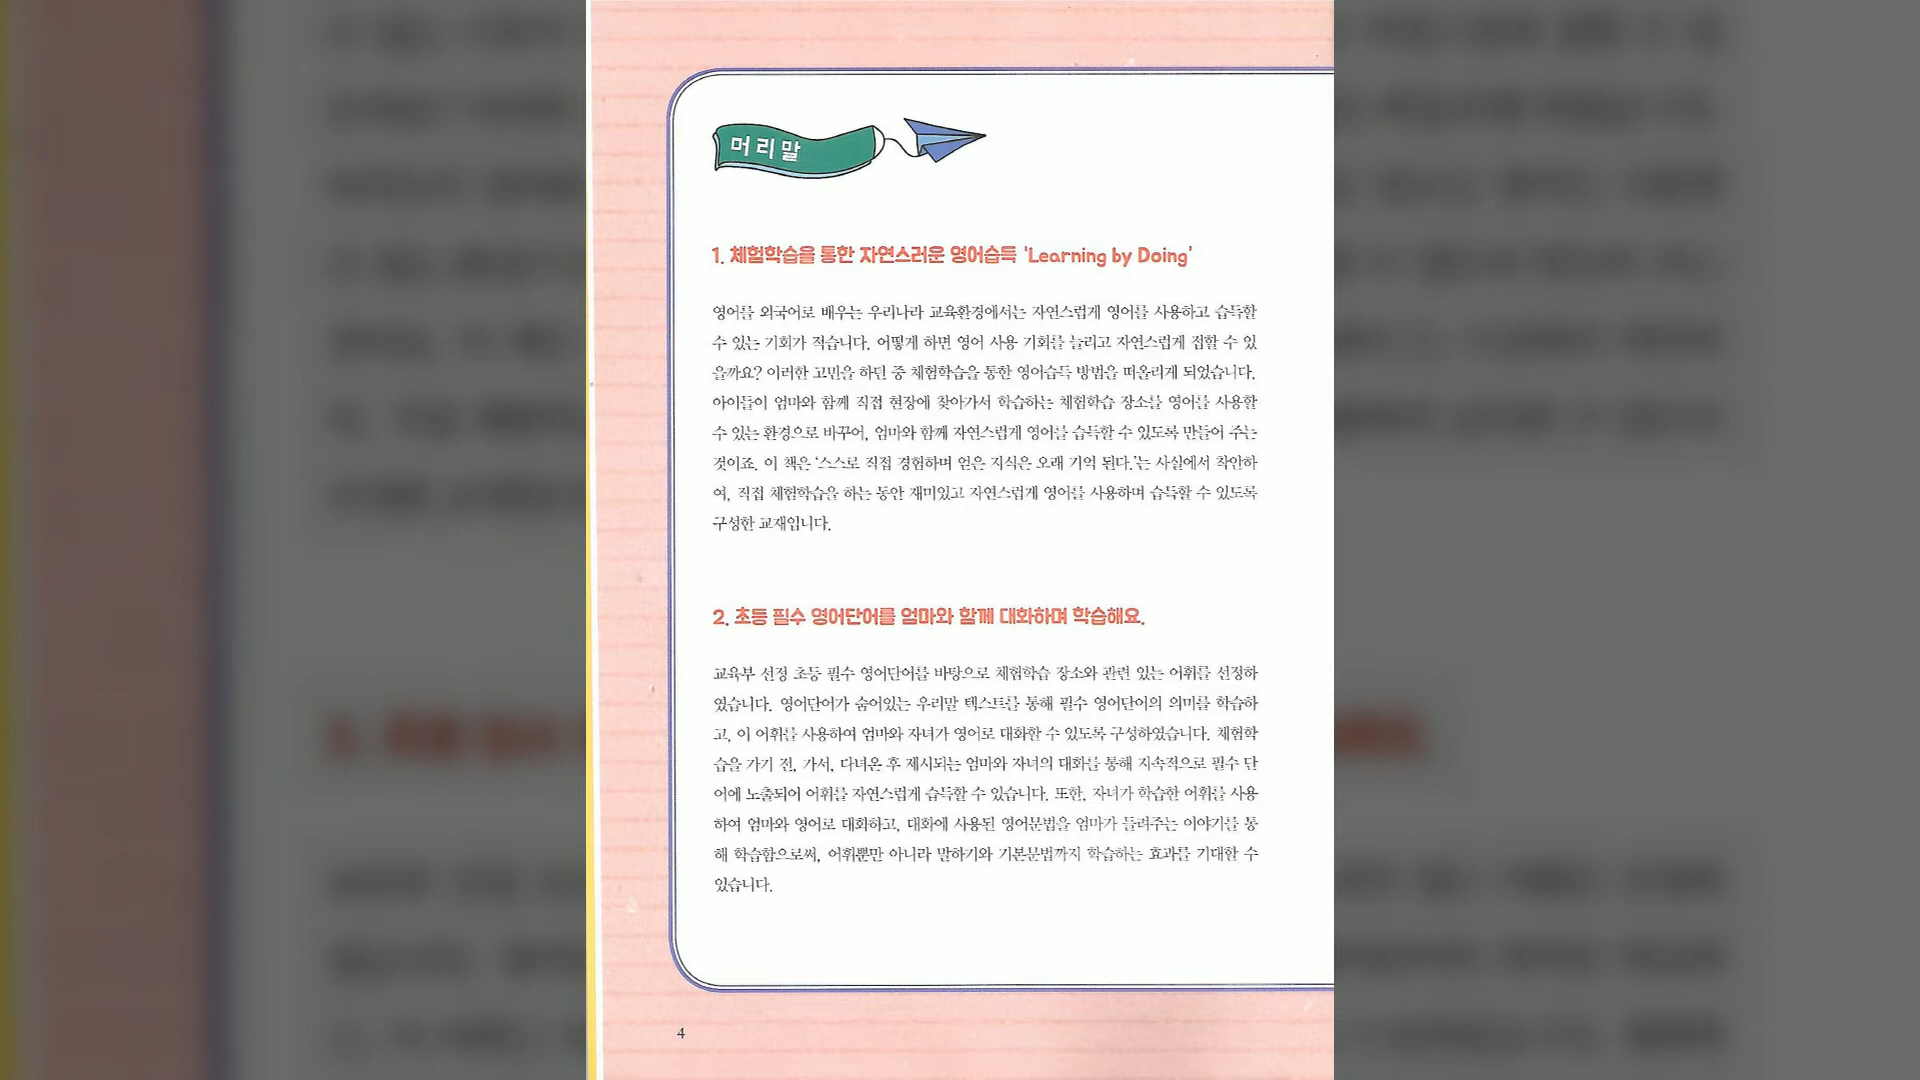 머리말
1. 체험학습을 통한 자연스러운 영어습득 'Learning by Doing'
영어를 외국어로 배우는 우리나라 교육환경에서는 자연스럽게 영어를 사용하고 습득할
수 있는 기회가 적습니다. 어떻게 하면 영어 사용 기회를 늘리고 자연스럽게 접할 수 있
을까요? 이러한 고민을 하던 중 체험학습을 통한 영어습득 방법을 떠올리게 되었습니다.
아이들이 엄마와 함께 직접 현장에 찾아가서 학습하는 체험학습 장소를 영어를 사용할
수 있는 환경으로 바꾸어, 엄마와 함께 자연스럽게 영어를 습득할 수 있도록 만들어 주는
것이죠. 이 책은 '스스로 직접 경험하며 얻은 지식은 오래 기억 된다.'는 사실에서 착안하
여, 직접 체험학습을 하는 동안 재미있고 자연스럽게 영어를 사용하며 습득할 수 있도록
구성한 교재입니다.
2. 초등 필수 영어단어를 엄마와 함께 대화하며 학습해요.
교육부 선정 초등 필수 영어단어를 바탕으로 체험학습 장소와 관련 있는 어휘를 선정하
였습니다. 영어단어가 숨어있는 우리말 텍스트를 통해 필수 영어단어의 의미를 학습하
고, 이 어휘를 사용하여 엄마와 자녀가 영어로 대화할 수 있도록 구성하였습니다. 체험학
습을 가기 전, 가서, 다녀온 후 제시되는 엄마와 자녀의 대화를 통해 지속적으로 필수 단
어에 노출되어 어휘를 자연스럽게 습득할 수 있습니다. 또한, 자녀가 학습한 어휘를 사용
하여 엄마와 영어로 대회하고, 대화에 사용된 영어문법을 엄마가 들려주는 이야기를 통
해 학습함으로써, 어휘뿐만 아니라 말하기와 기본문법까지 학습하는 효과를 기대할 수
있습니다.
4